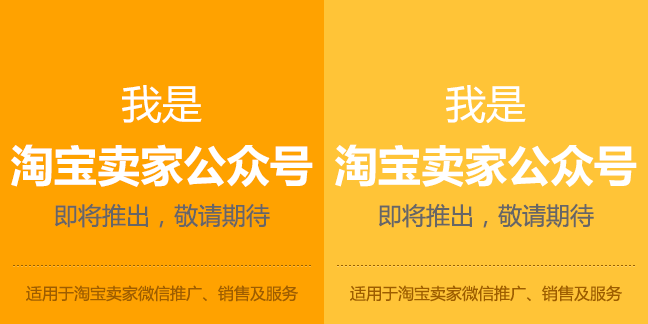 我是
淘宝卖家公众号
即将推出，敬请期待
适用于淘宝卖家微信推广、销售及服务
我是
淘宝卖家公众号
即将推出，敬请期待
适用于淘宝卖家微信推广、销售及服务